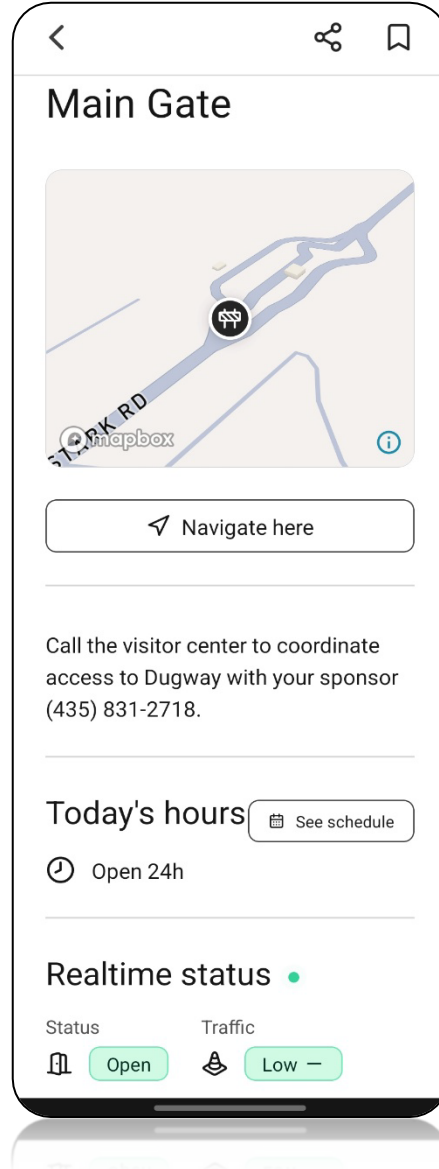 Main Gate
STARK RD
mapbox
Navigate here
Call the visitor center to coordinate
access to Dugway with your sponsor
(435) 831-2718.
Today's hours
See schedule
Open 24h
Realtime status
Status Traffic
Open Low